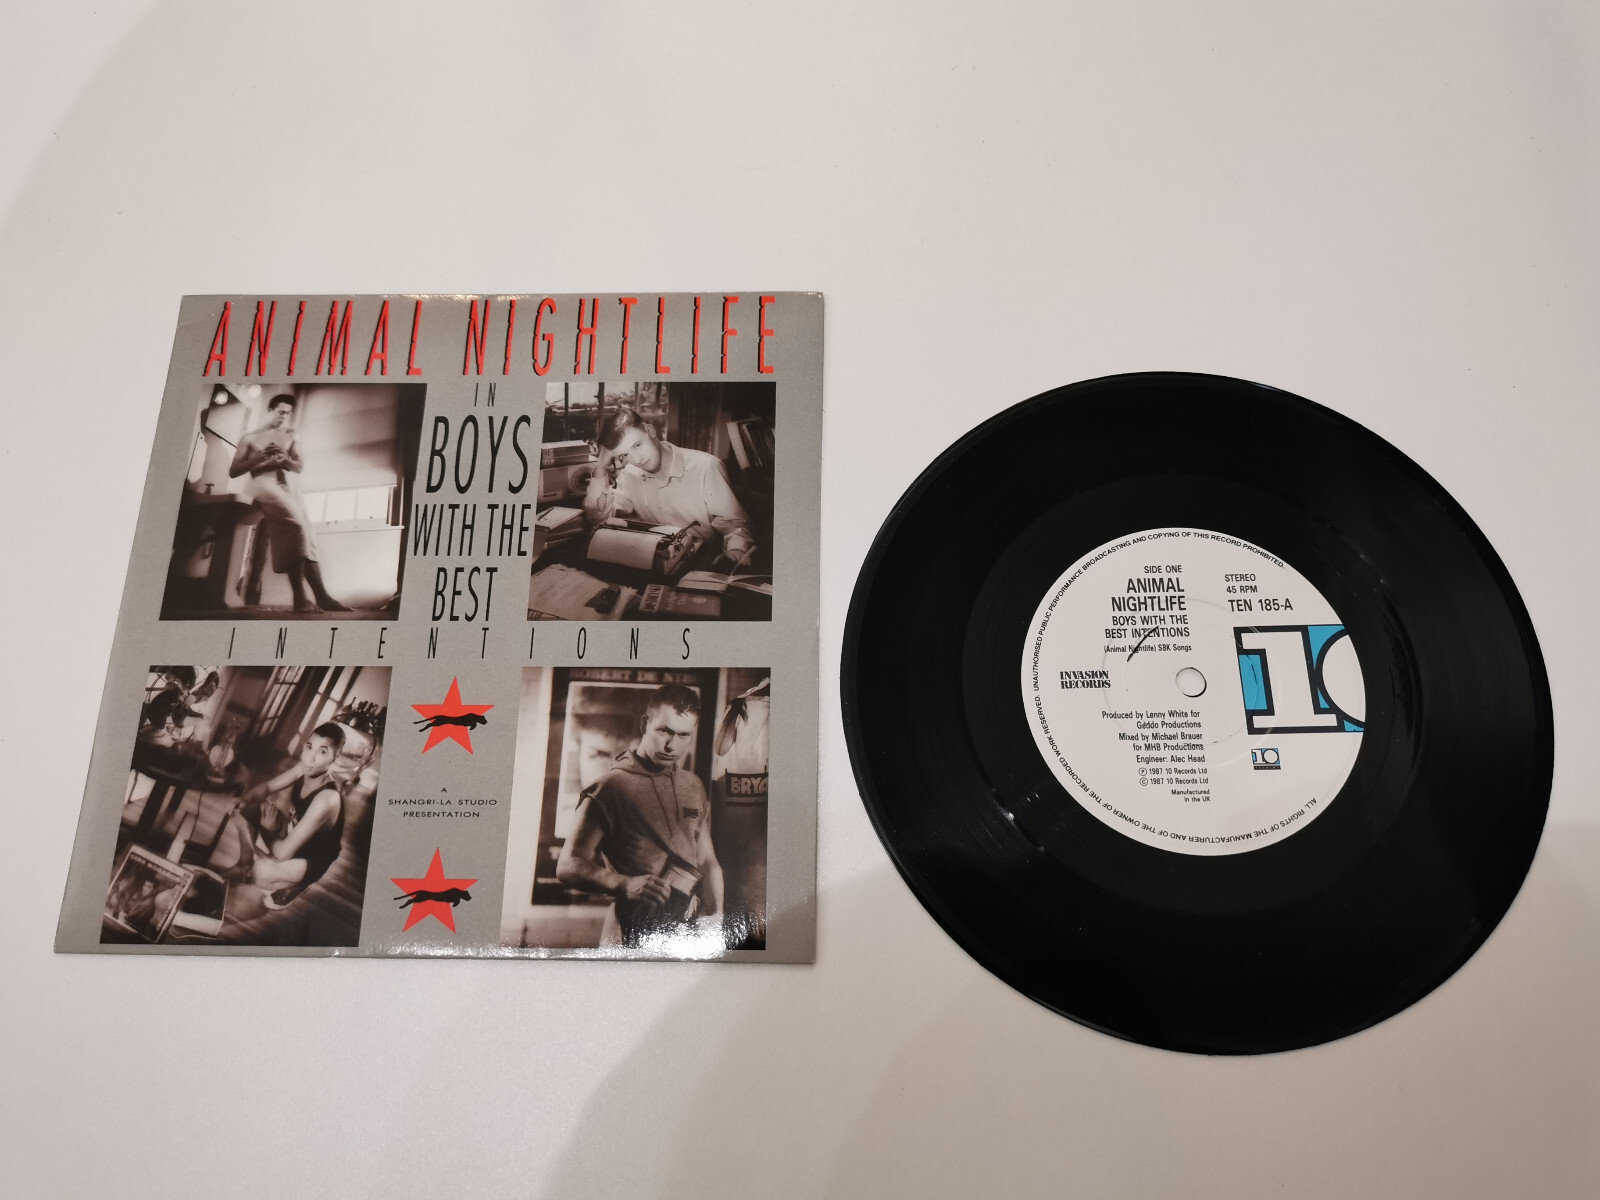 ANIMAL NIGHTLIFE
IN
BOYS
WITH THE
BEST
INTENTIONS
ROBERT DE NIRO
BRYA
A
SHANGRI-LA STUDIO
PRESENTATION
UNAUTHORISED PUBLIC PERFORMANCE BROADCASTING AND COPYING OF THIS RECORD PROHIBITED.
ALL RIGHTS OF THE MANUFACTURER AND OF THE OWNER OF THE RECORDED WORK RESERVED.
SIDE ONE
ANIMAL
NIGHTLIFE
BOYS WITH THE
BEST INTENTIONS
(Animal Nightlife) SBK Songs
STEREO
45 RPM
TEN 185-A
INVASION
RECORDS
10
Produced by Lenny White for
Geddo Productions
Mixed by Michael Brauer
for MHB Productions
Engineer: Alec Head
℗ 1987 10 Records Ltd
© 1987 10 Records Ltd
Manufactured
in the UK
10